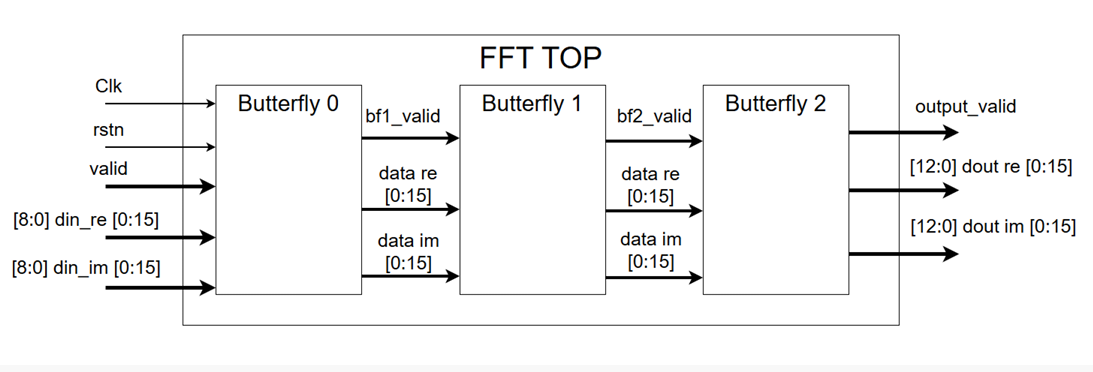 FFT TOP
Clk
rstn
valid
[8:0] din_re [0:15]
[8:0] din_im [0:15]
Butterfly 0
bf1_valid
data re
[0:15]
data im
[0:15]
Butterfly 1
bf2_valid
data re
[0:15]
data im
[0:15]
Butterfly 2
output_valid
[12:0] dout re [0:15]
[12:0] dout im [0:15]